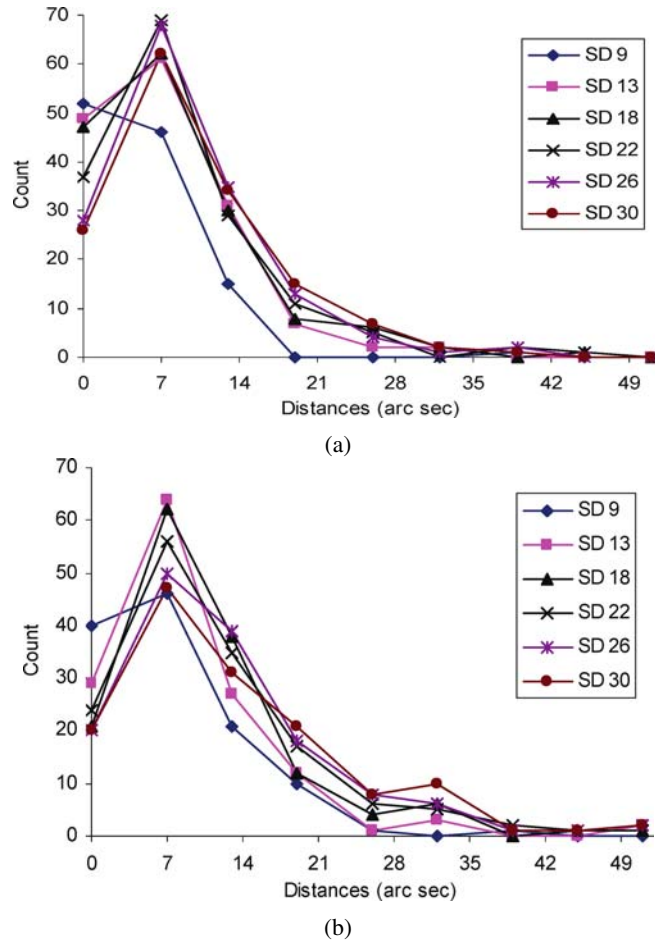 70
60
50
40
30
20
10
0
Count
0 7 14 21 28 35 42 49
Distances (arc sec)
SD 9
SD 13
SD 18
SD 22
SD 26
SD 30
(a)
70
60
50
40
30
20
10
0
Count
0 7 14 21 28 35 42 49
Distances (arc sec)
SD 9
SD 13
SD 18
SD 22
SD 26
SD 30
(b)